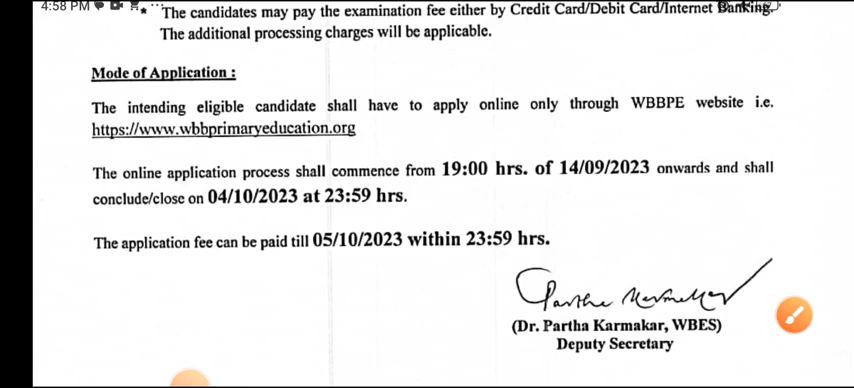 4:58 PM
* The candidates may pay the examination fee either by Credit Card/Debit Card/Internet Banking.
The additional processing charges will be applicable.
Mode of Application :
The intending eligible candidate shall have to apply online only through WBBPE website i.e.
https://www.wbbprimaryeducation.org
The online application process shall commence from 19:00 hrs. of 14/09/2023 onwards and shall
conclude/close on 04/10/2023 at 23:59 hrs.
The application fee can be paid till 05/10/2023 within 23:59 hrs.
Partha Karmakar
(Dr. Partha Karmakar, WBES)
Deputy Secretary